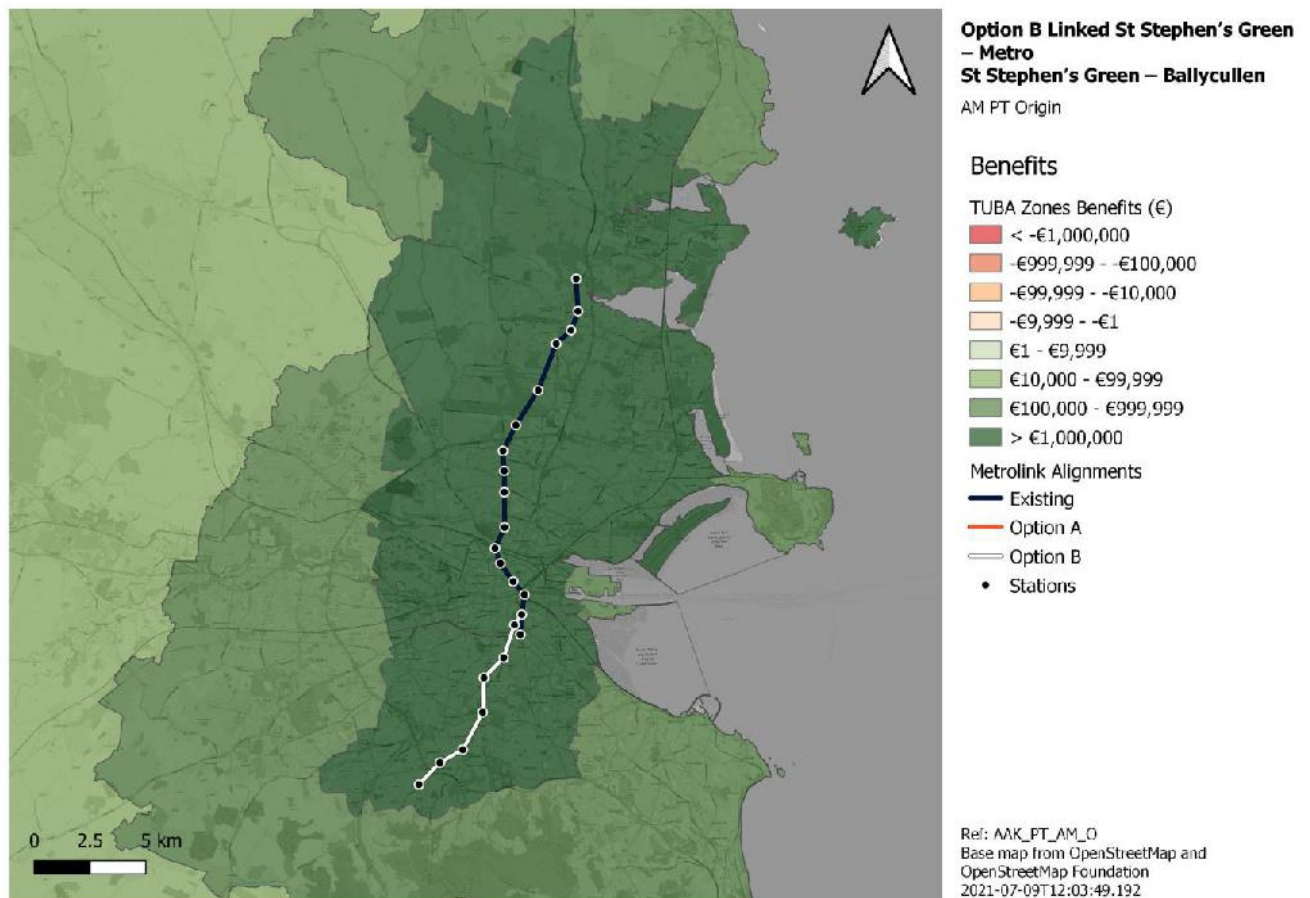 Option B Linked St Stephen's Green
– Metro
St Stephen's Green – Ballycullen
AM PT Origin
Benefits
TUBA Zones Benefits (€)
< -€1,000,000
-€999,999 - -€100,000
-€99,999 - -€10,000
-€9,999 - -€1
€1 - €9,999
€10,000 - €99,999
€100,000 - €999,999
> €1,000,000
Metrolink Alignments
Existing
Option A
Option B
Stations
0 2.5 5 km
Ref: AAK_PT_AM_O
Base map from OpenStreetMap and
OpenStreetMap Foundation
2021-07-09T12:03:49.192